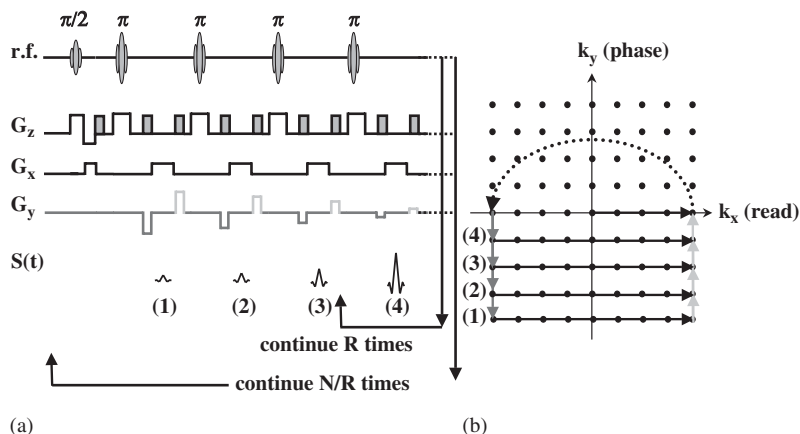 π/2 π π π π
r.f.
G_z
G_x
G_y
S(t)
(1) (2) (3) (4)
continue R times
continue N/R times
(a)
k_y (phase)
k_x (read)
(4)
(3)
(2)
(1)
(b)